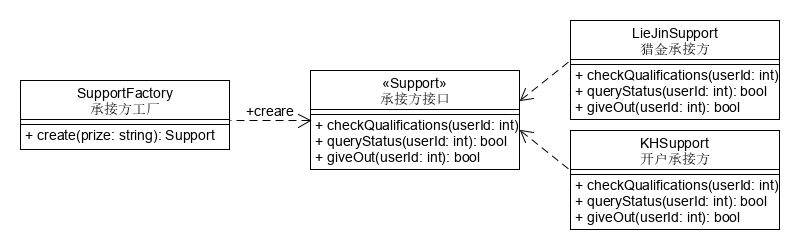 SupportFactory
承接方工厂
+ create(prize: string): Support
+creare
«Support»
承接方接口
+ checkQualifications(userId: int)
+ queryStatus(userId: int): bool
+ giveOut(userId: int): bool
LieJinSupport
猎金承接方
+ checkQualifications(userId: int)
+ queryStatus(userId: int): bool
+ giveOut(userId: int): bool
KHSupport
开户承接方
+ checkQualifications(userId: int)
+ queryStatus(userId: int): bool
+ giveOut(userId: int): bool